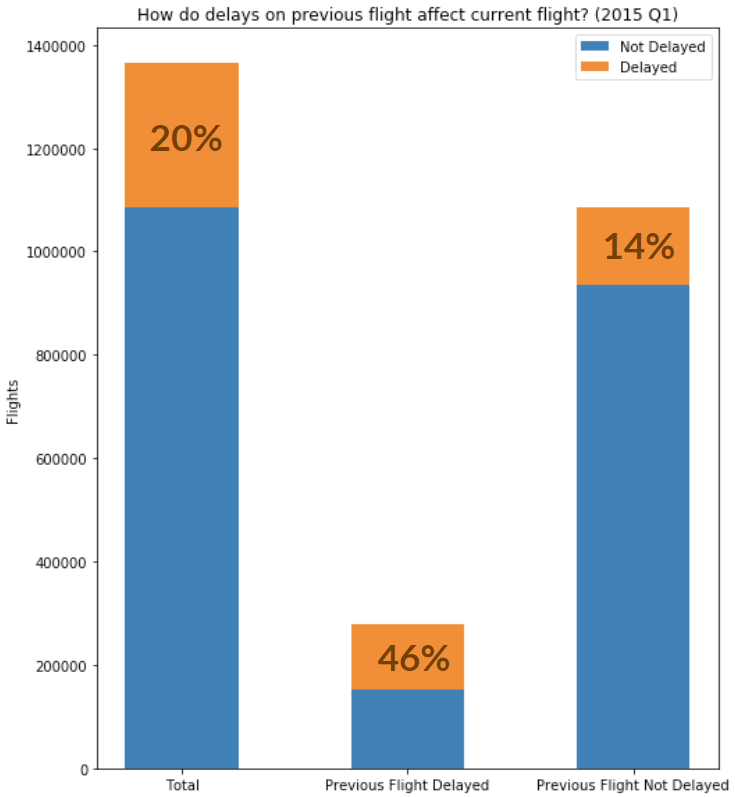 How do delays on previous flight affect current flight? (2015 Q1)
Not Delayed
Delayed
1400000
1200000
1000000
800000
600000
400000
200000
0
Flights
20%
46%
14%
Total
Previous Flight Delayed
Previous Flight Not Delayed